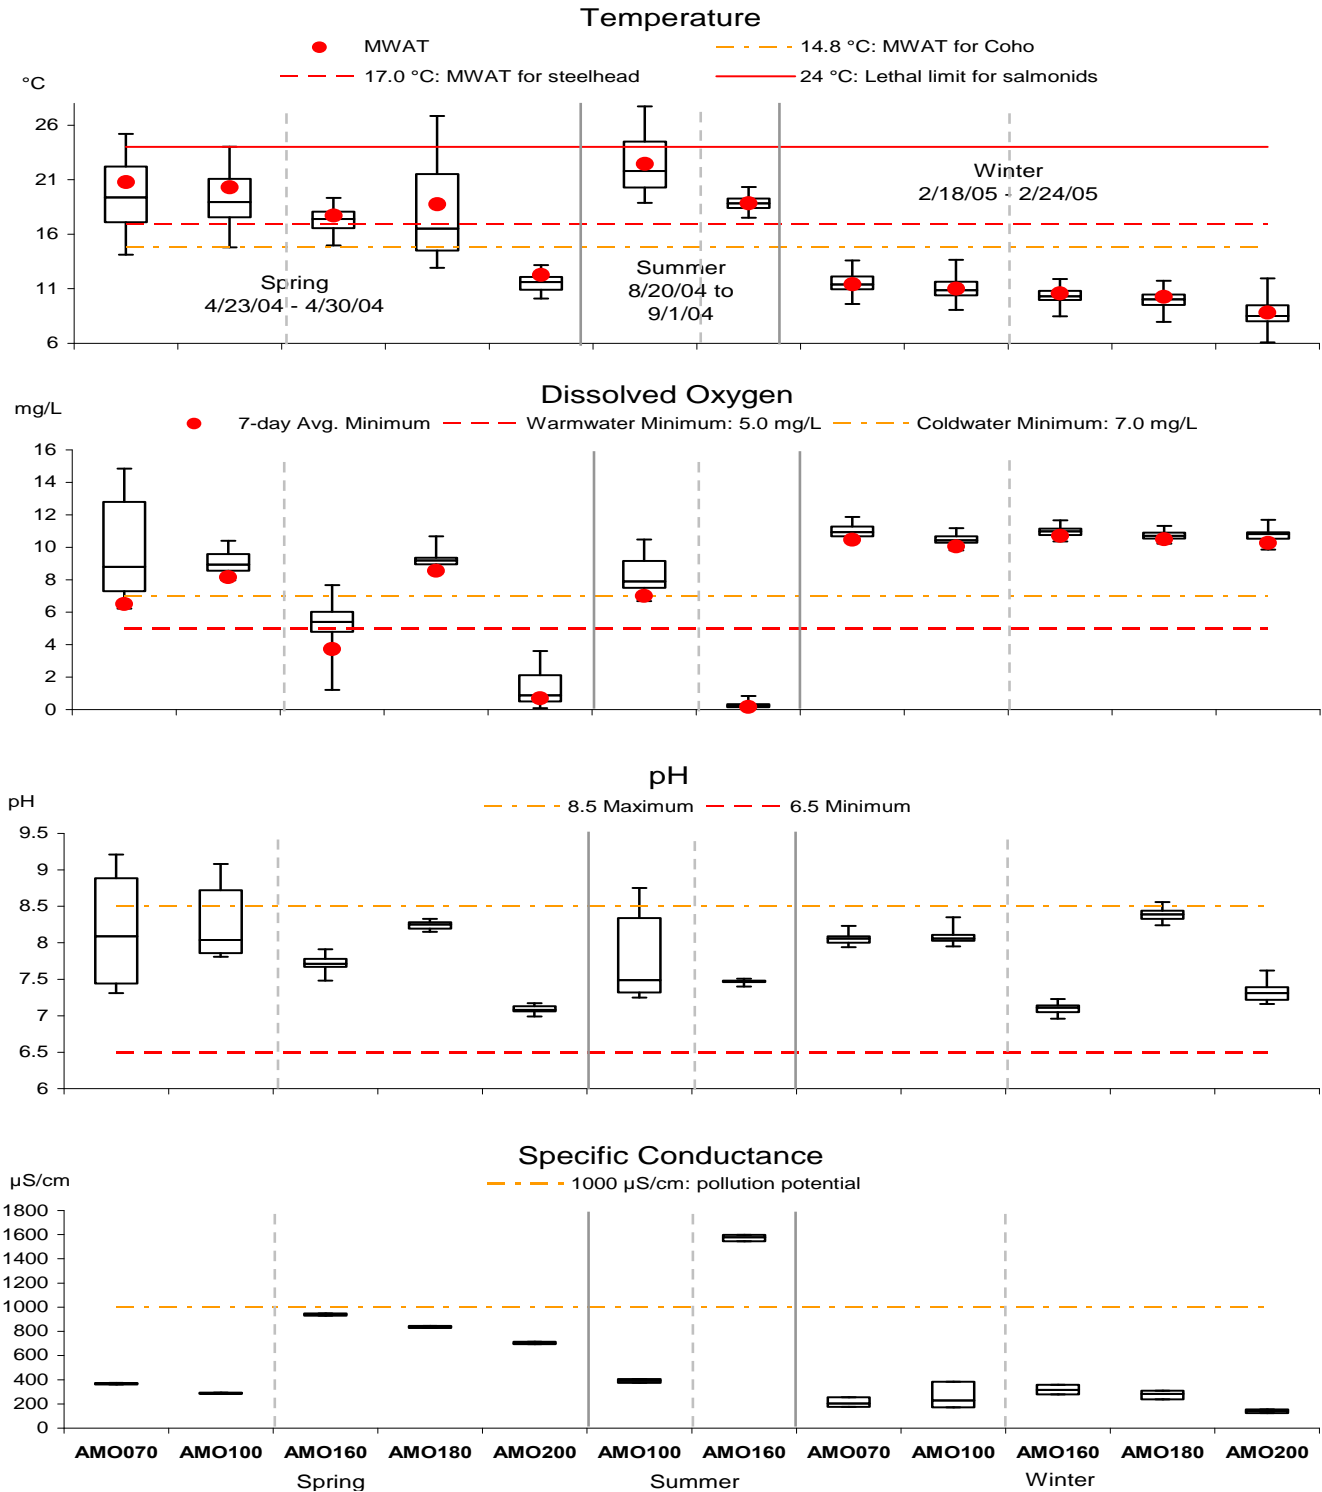 Temperature
MWAT
14.8 °C: MWAT for Coho
17.0 °C: MWAT for steelhead
24 °C: Lethal limit for salmonids
°C
26
21
16
11
6
Spring
4/23/04 - 4/30/04
Summer
8/20/04 to
9/1/04
Winter
2/18/05 - 2/24/05
Dissolved Oxygen
mg/L
7-day Avg. Minimum
Warmwater Minimum: 5.0 mg/L
Coldwater Minimum: 7.0 mg/L
16
14
12
10
8
6
4
2
0
pH
pH
8.5 Maximum
6.5 Minimum
9.5
9
8.5
8
7.5
7
6.5
6
Specific Conductance
µS/cm
1000 µS/cm: pollution potential
1800
1600
1400
1200
1000
800
600
400
200
0
AMO070 AMO100 AMO160 AMO180 AMO200 AMO100 AMO160 AMO070 AMO100 AMO160 AMO180 AMO200
Spring Summer Winter